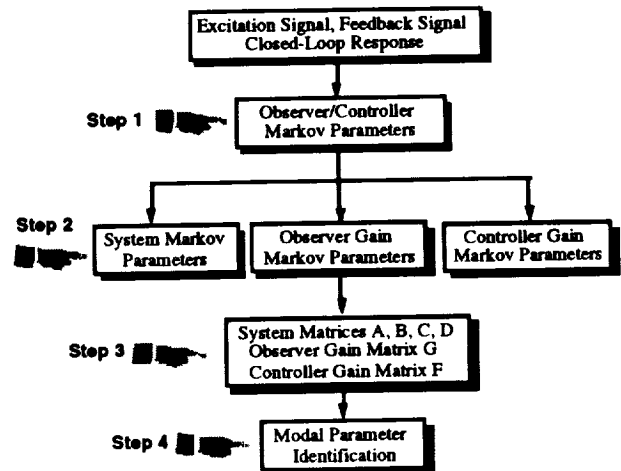 Excitation Signal, Feedback Signal
Closed-Loop Response
Step 1
Observer/Controller
Markov Parameters
Step 2
System Markov
Parameters
Observer Gain
Markov Parameters
Controller Gain
Markov Parameters
Step 3
System Matrices A, B, C, D
Observer Gain Matrix G
Controller Gain Matrix F
Step 4
Modal Parameter
Identification